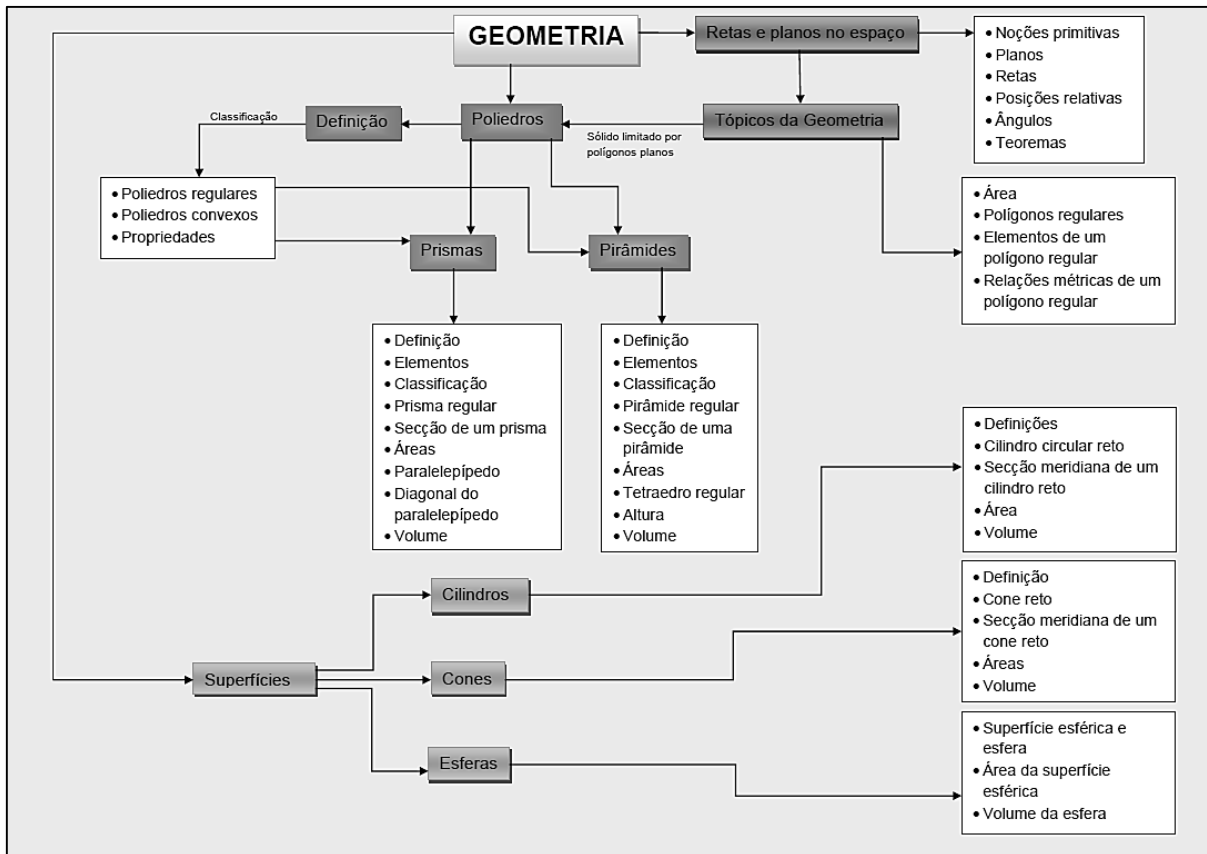 GEOMETRIA
Retas e planos no espaço
• Noções primitivas
• Planos
• Retas
• Posições relativas
• Ângulos
• Teoremas
Classificação
Definição
Poliedros
Sólido limitado por
polígonos planos
Tópicos da Geometria
• Poliedros regulares
• Poliedros convexos
• Propriedades
• Área
• Polígonos regulares
• Elementos de um
polígono regular
• Relações métricas de um
polígono regular
Prismas
Pirâmides
• Definição
• Elementos
• Classificação
• Prisma regular
• Secção de um prisma
• Áreas
• Paralelepípedo
• Diagonal do
paralelepípedo
• Volume
• Definição
• Elementos
• Classificação
• Pirâmide regular
• Secção de uma
pirâmide
• Áreas
• Tetraedro regular
• Altura
• Volume
• Definições
• Cilindro circular reto
• Secção meridiana de um
cilindro reto
• Área
• Volume
Cilindros
• Definição
• Cone reto
• Secção meridiana de um
cone reto
• Áreas
• Volume
Superfícies
Cones
Esferas
• Superfície esférica e
esfera
• Área da superfície
esférica
• Volume da esfera